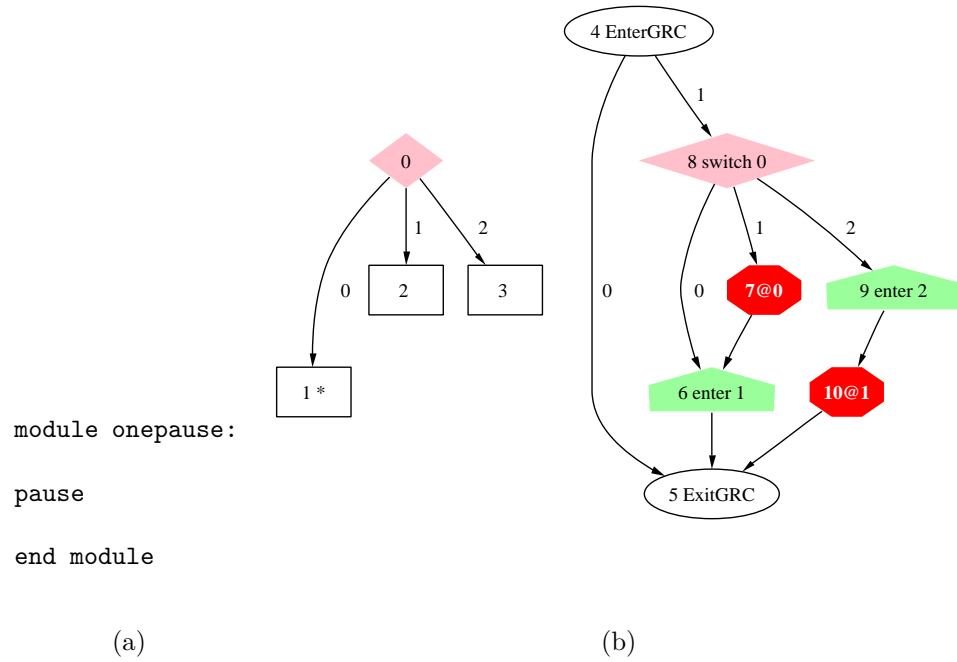 4 EnterGRC
1
0
8 switch 0
1
2
0
1
2
2
3
0
0
7@0
9 enter 2
0
1 *
6 enter 1
10@1
module onepause:
pause
5 ExitGRC
end module
(a)
(b)